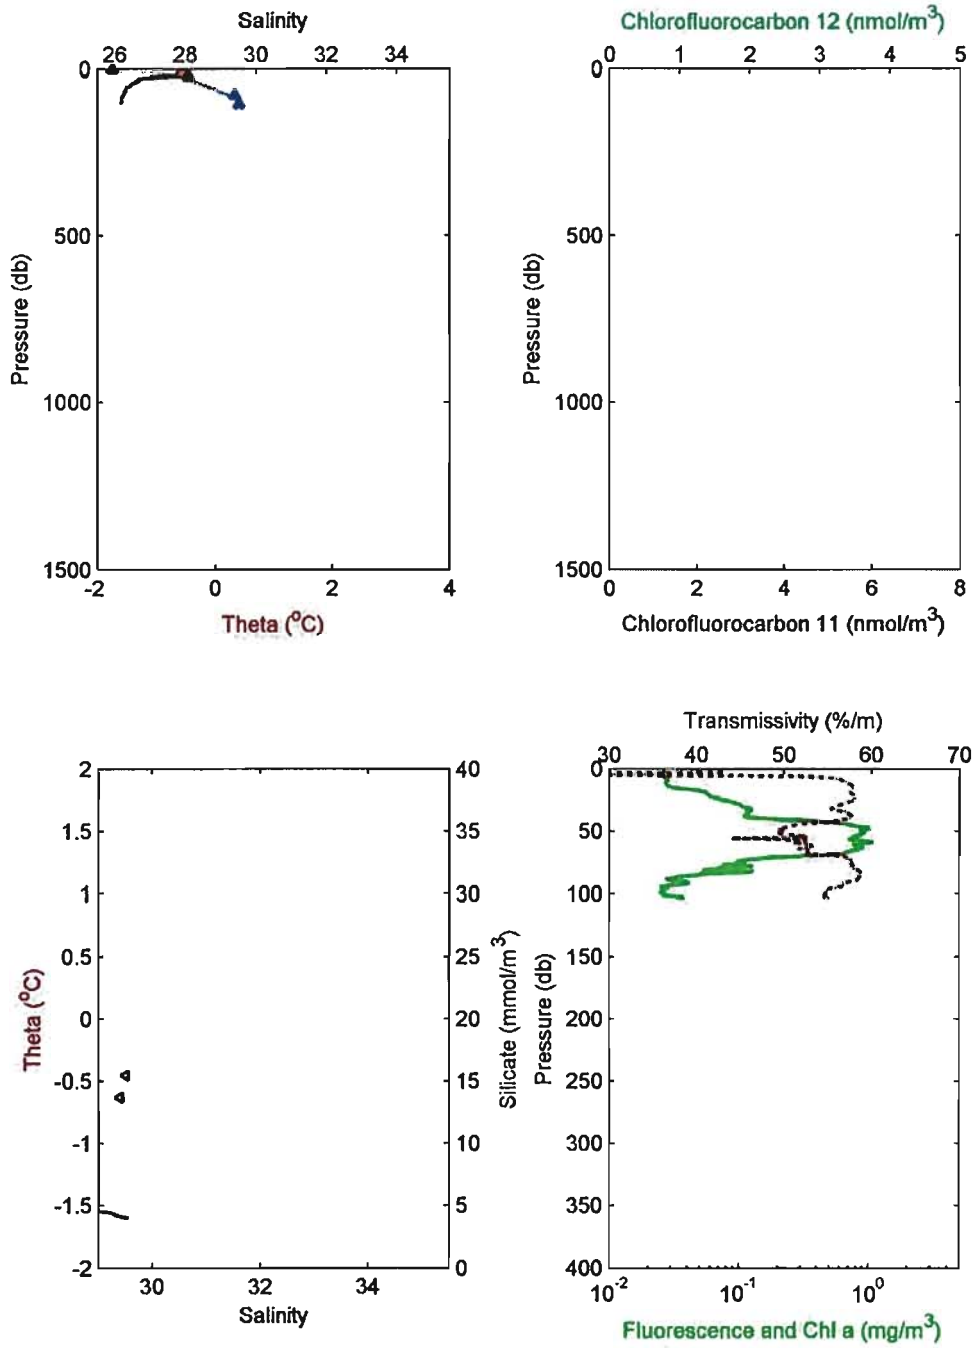 Salinity
26 28 30 32 34
0
500
1000
1500
Pressure (db)
-2 0 2 4
Theta (°C)
Chlorofluorocarbon 12 (nmol/m³)
0 1 2 3 4 5
0
500
1000
1500
Pressure (db)
0 2 4 6 8
Chlorofluorocarbon 11 (nmol/m³)
2
1.5
1
0.5
0
-0.5
-1
-1.5
-2
Theta (°C)
40
35
30
25
20
15
10
5
0
Silicate (mmol/m³)
30 32 34
Salinity
Transmissivity (%/m)
30 40 50 60 70
0
50
100
150
200
250
300
350
400
Pressure (db)
10⁻² 10⁻¹ 10⁰
Fluorescence and Chl a (mg/m³)